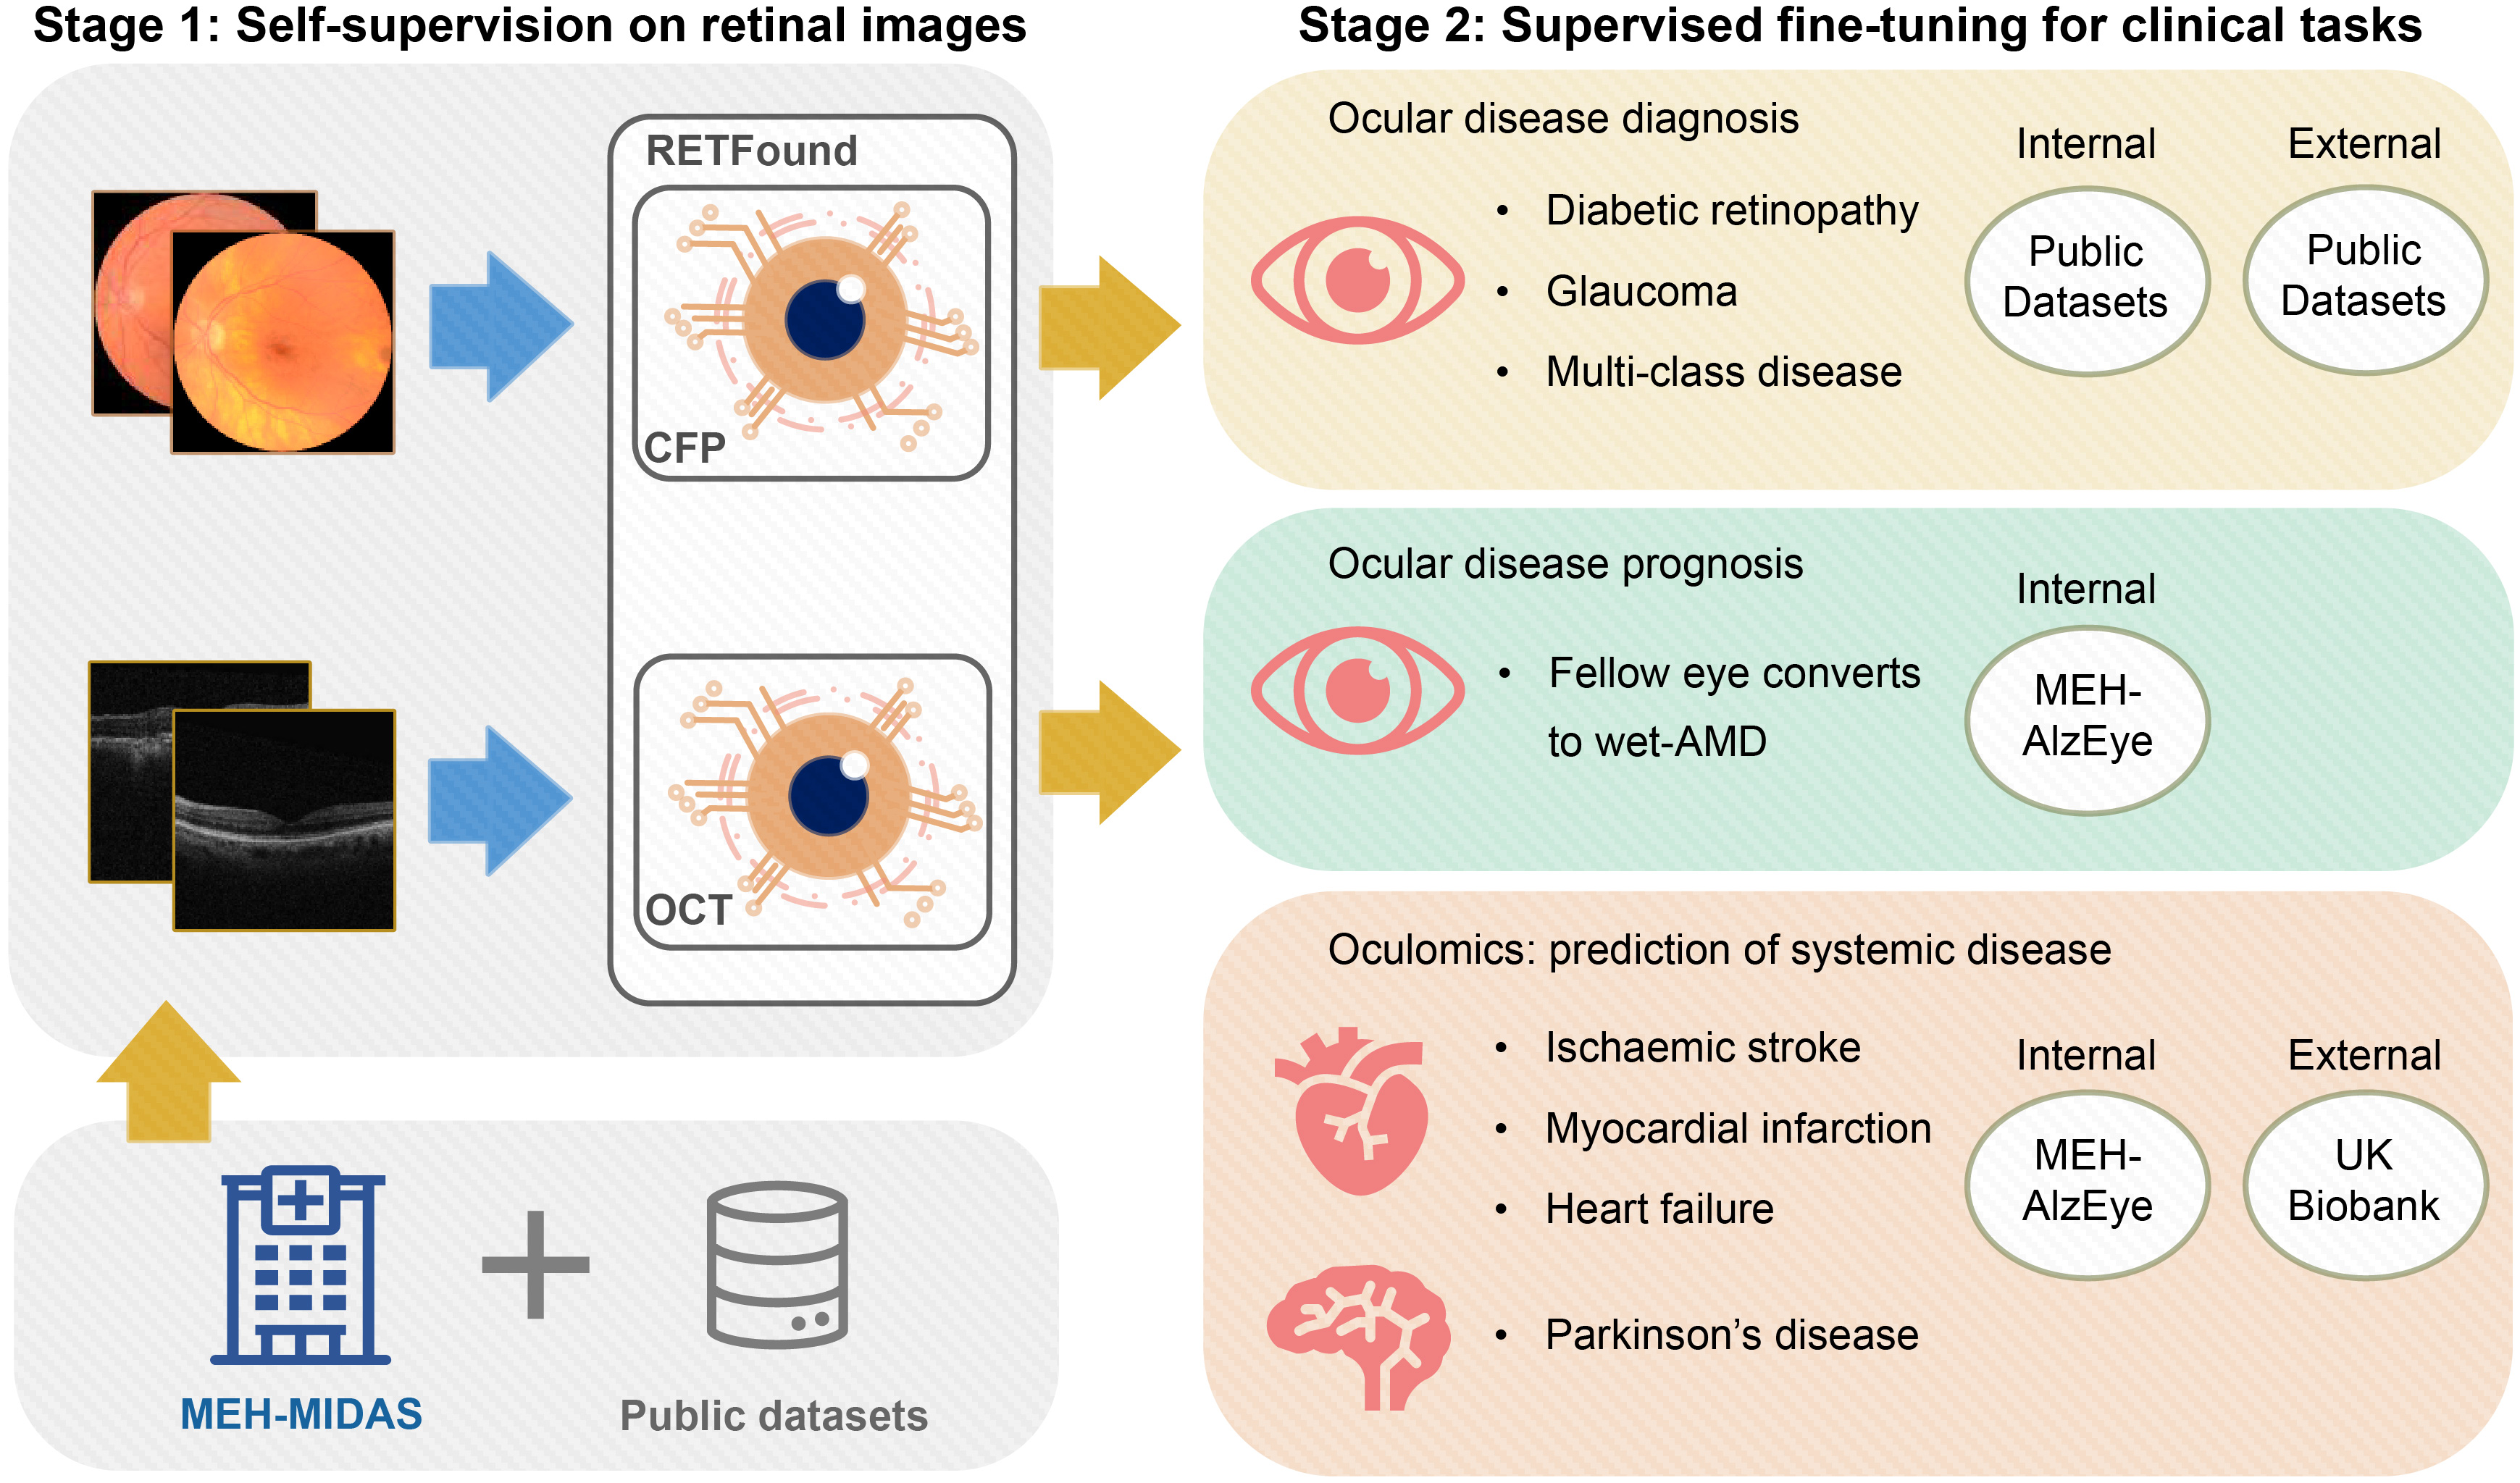 Stage 1: Self-supervision on retinal images
RETFound
CFP
OCT
MEH-MIDAS
Public datasets
Stage 2: Supervised fine-tuning for clinical tasks
Ocular disease diagnosis
• Diabetic retinopathy
• Glaucoma
• Multi-class disease
Internal
Public
Datasets
External
Public
Datasets
Ocular disease prognosis
• Fellow eye converts
to wet-AMD
Internal
MEH-
AlzEye
Oculomics: prediction of systemic disease
• Ischaemic stroke
• Myocardial infarction
• Heart failure
• Parkinson’s disease
Internal
MEH-
AlzEye
External
UK
Biobank